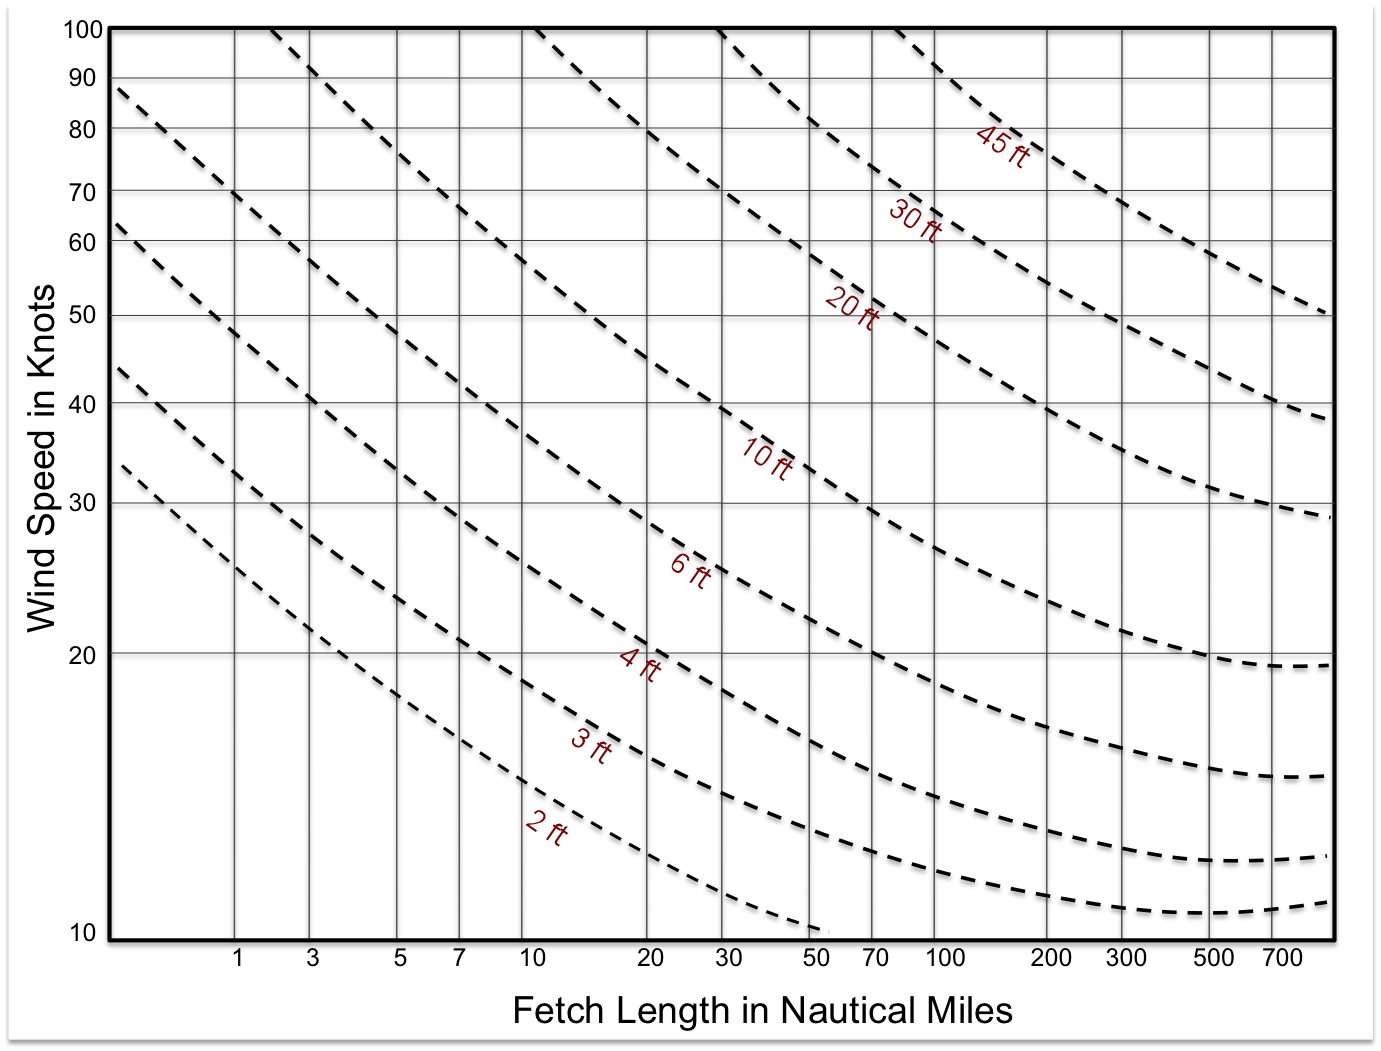 100
90
80
70
60
50
40
30
20
10
Wind Speed in Knots
45 ft
30 ft
20 ft
10 ft
6 ft
4 ft
3 ft
2 ft
1 3 5 7 10 20 30 50 70 100 200 300 500 700
Fetch Length in Nautical Miles